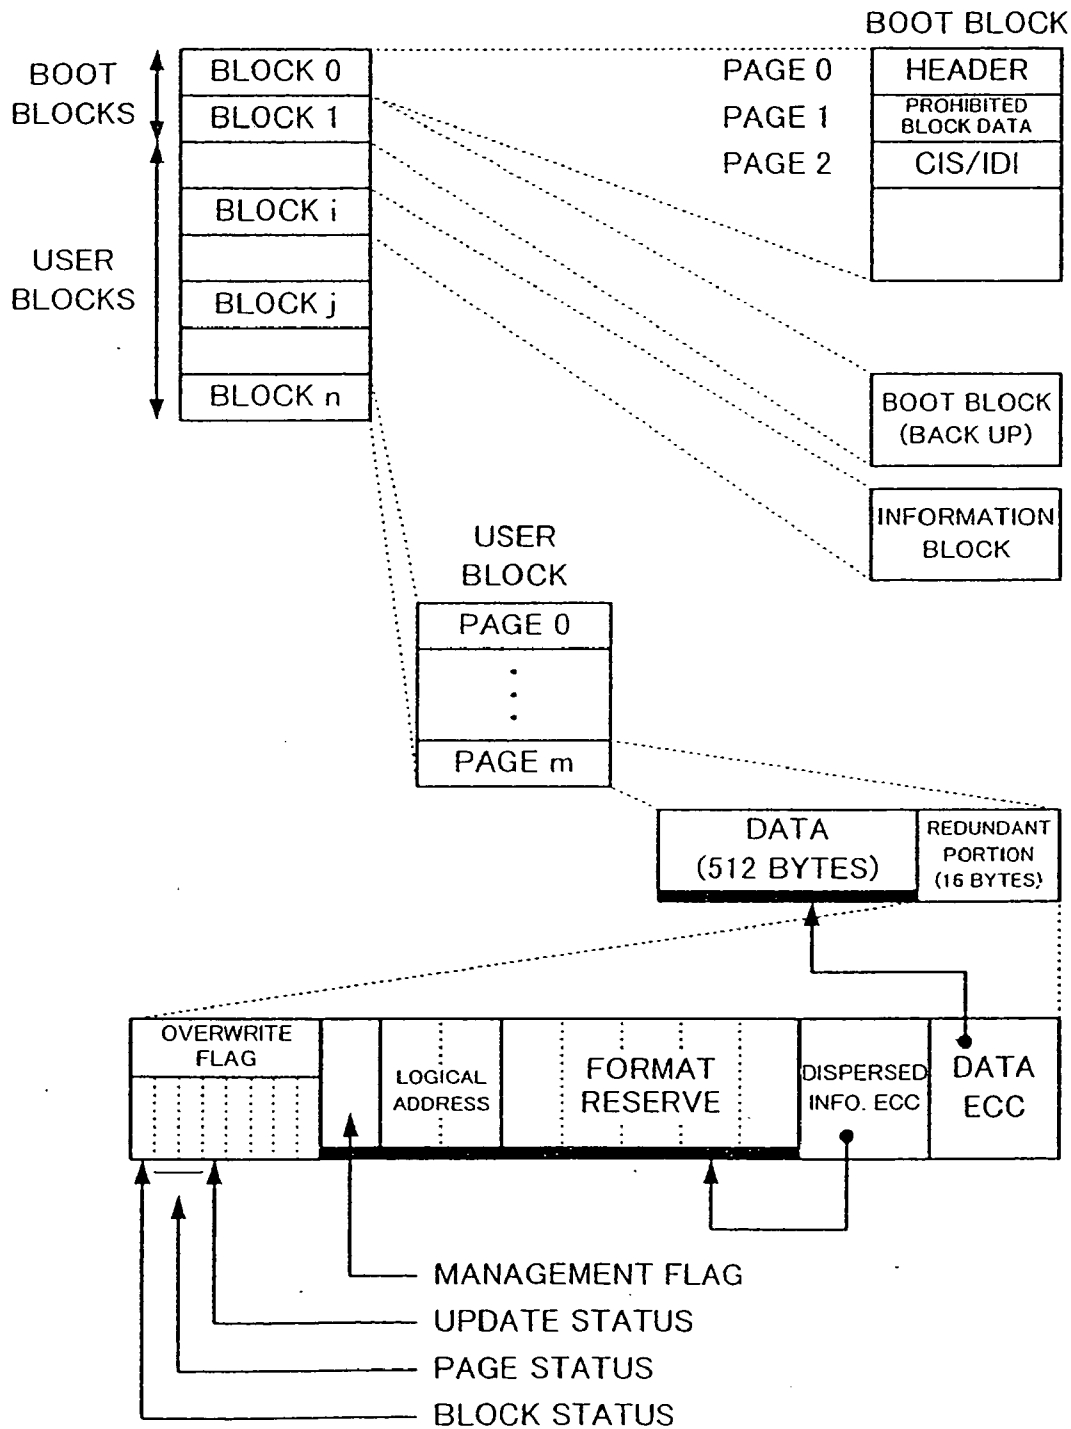 BOOT BLOCK
BOOT
BLOCKS
BLOCK 0
BLOCK 1
PAGE 0
HEADER
PAGE 1
PROHIBITED
BLOCK DATA
PAGE 2
CIS/IDI
USER
BLOCKS
BLOCK i
BLOCK j
BLOCK n
BOOT BLOCK
(BACK UP)
INFORMATION
BLOCK
USER
BLOCK
PAGE 0
PAGE m
DATA
(512 BYTES)
REDUNDANT
PORTION
(16 BYTES)
OVERWRITE
FLAG
LOGICAL
ADDRESS
FORMAT
RESERVE
DISPERSED
INFO. ECC
DATA
ECC
MANAGEMENT FLAG
UPDATE STATUS
PAGE STATUS
BLOCK STATUS